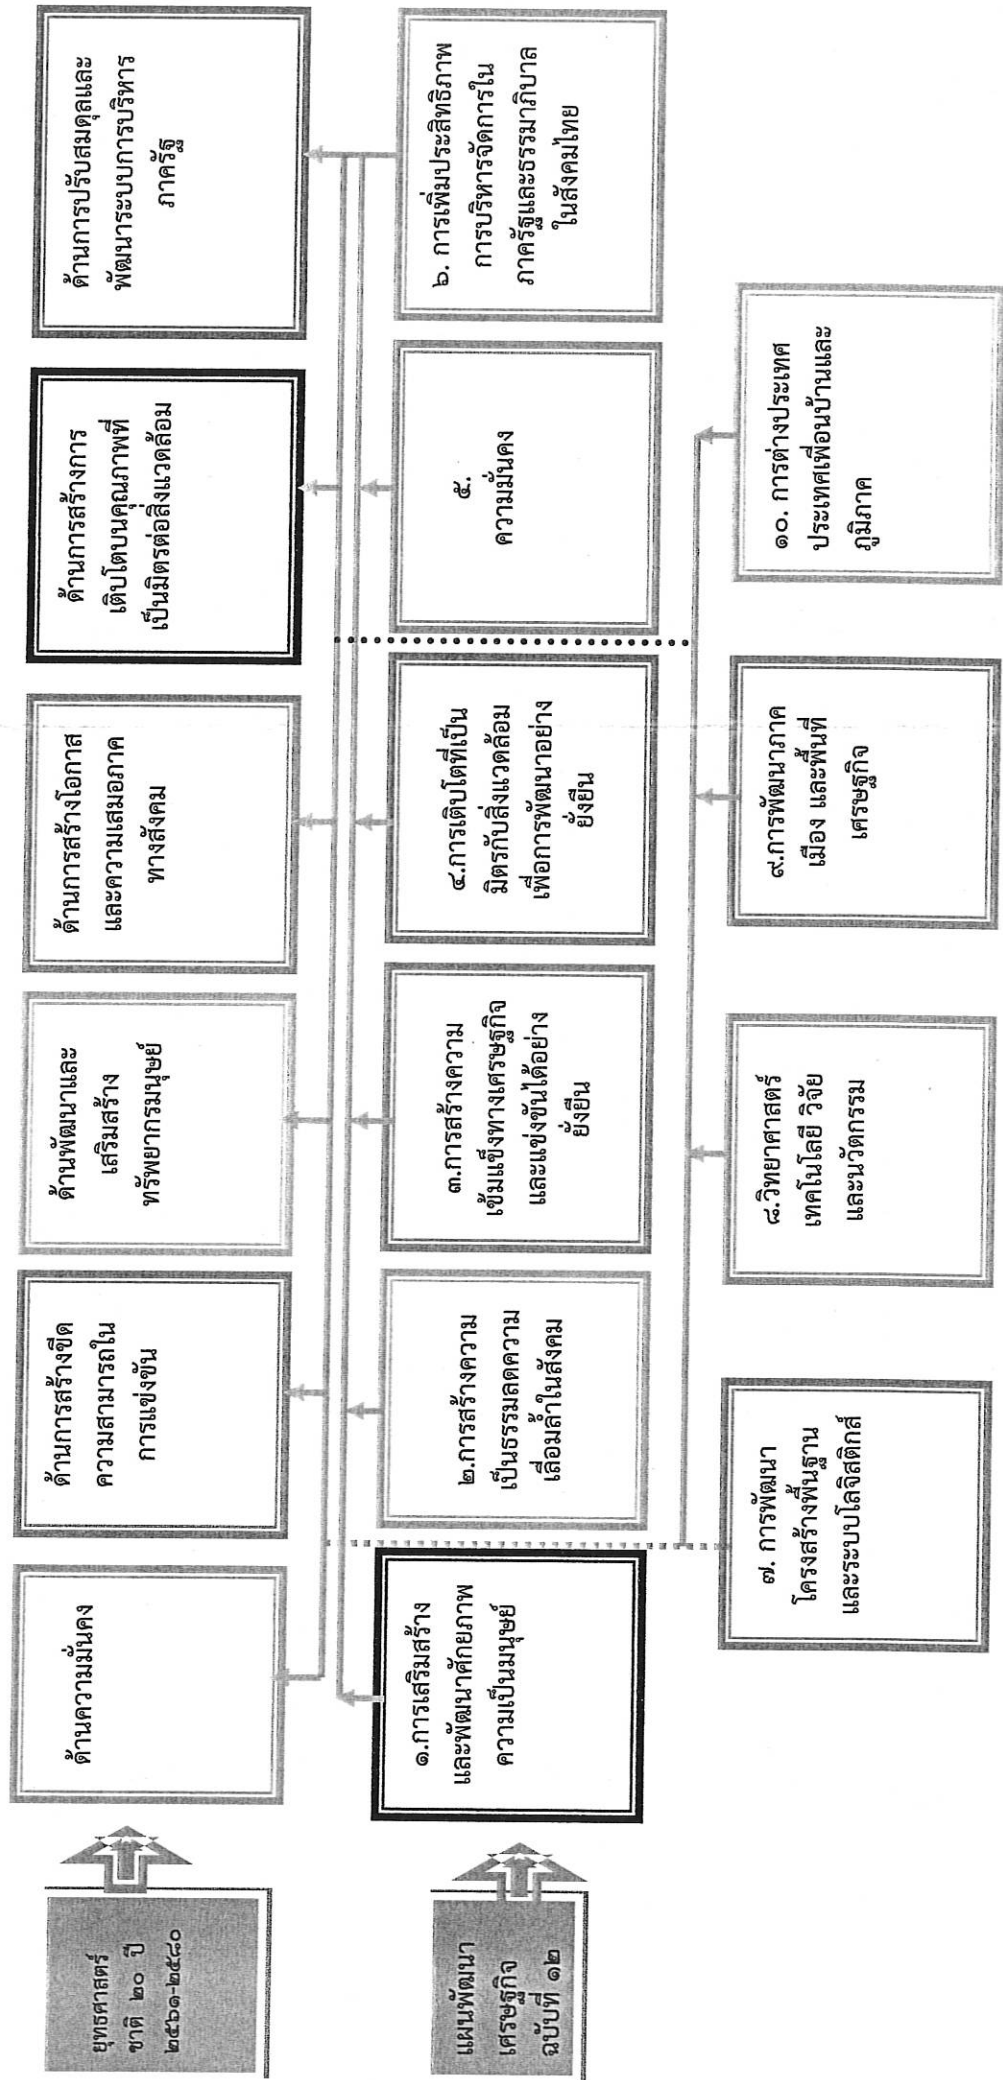 ยุทธศาสตร์
ชาติ ๒๐ ปี
๒๕๖๑-๒๕๘๐
ด้านความมั่นคง
ด้านการสร้างขีด
ความสามารถใน
การแข่งขัน
ด้านพัฒนาและ
เสริมสร้าง
ทรัพยากรมนุษย์
ด้านการสร้างโอกาส
และความเสมอภาค
ทางสังคม
ด้านการสร้างการ
เติบโตบนคุณภาพที่
เป็นมิตรต่อสิ่งแวดล้อม
ด้านการปรับสมดุลและ
พัฒนาระบบการบริหาร
ภาครัฐ
แผนพัฒนา
เศรษฐกิจ
ฉบับที่ ๑๒
๑.การเสริมสร้าง
และพัฒนาศักยภาพ
ความเป็นมนุษย์
๒.การสร้างความ
เป็นธรรมลดความ
เลื่อมล้ำในสังคม
๓.การสร้างความ
เข้มแข็งทางเศรษฐกิจ
และแข่งขันได้อย่าง
ยั่งยืน
๔.การเติบโตที่เป็น
มิตรกับสิ่งแวดล้อม
เพื่อการพัฒนาอย่าง
ยั่งยืน
๕.
ความมั่นคง
๖. การเพิ่มประสิทธิภาพ
การบริหารจัดการใน
ภาครัฐและธรรมาภิบาล
ในสังคมไทย
๗. การพัฒนา
โครงสร้างพื้นฐาน
และระบบโลจิสติกส์
๘.วิทยาศาสตร์
เทคโนโลยี วิจัย
และนวัตกรรม
๙.การพัฒนาภาค
เมือง และพื้นที่
เศรษฐกิจ
๑๐. การต่างประเทศ
ประเทศเพื่อนบ้านและ
ภูมิภาค